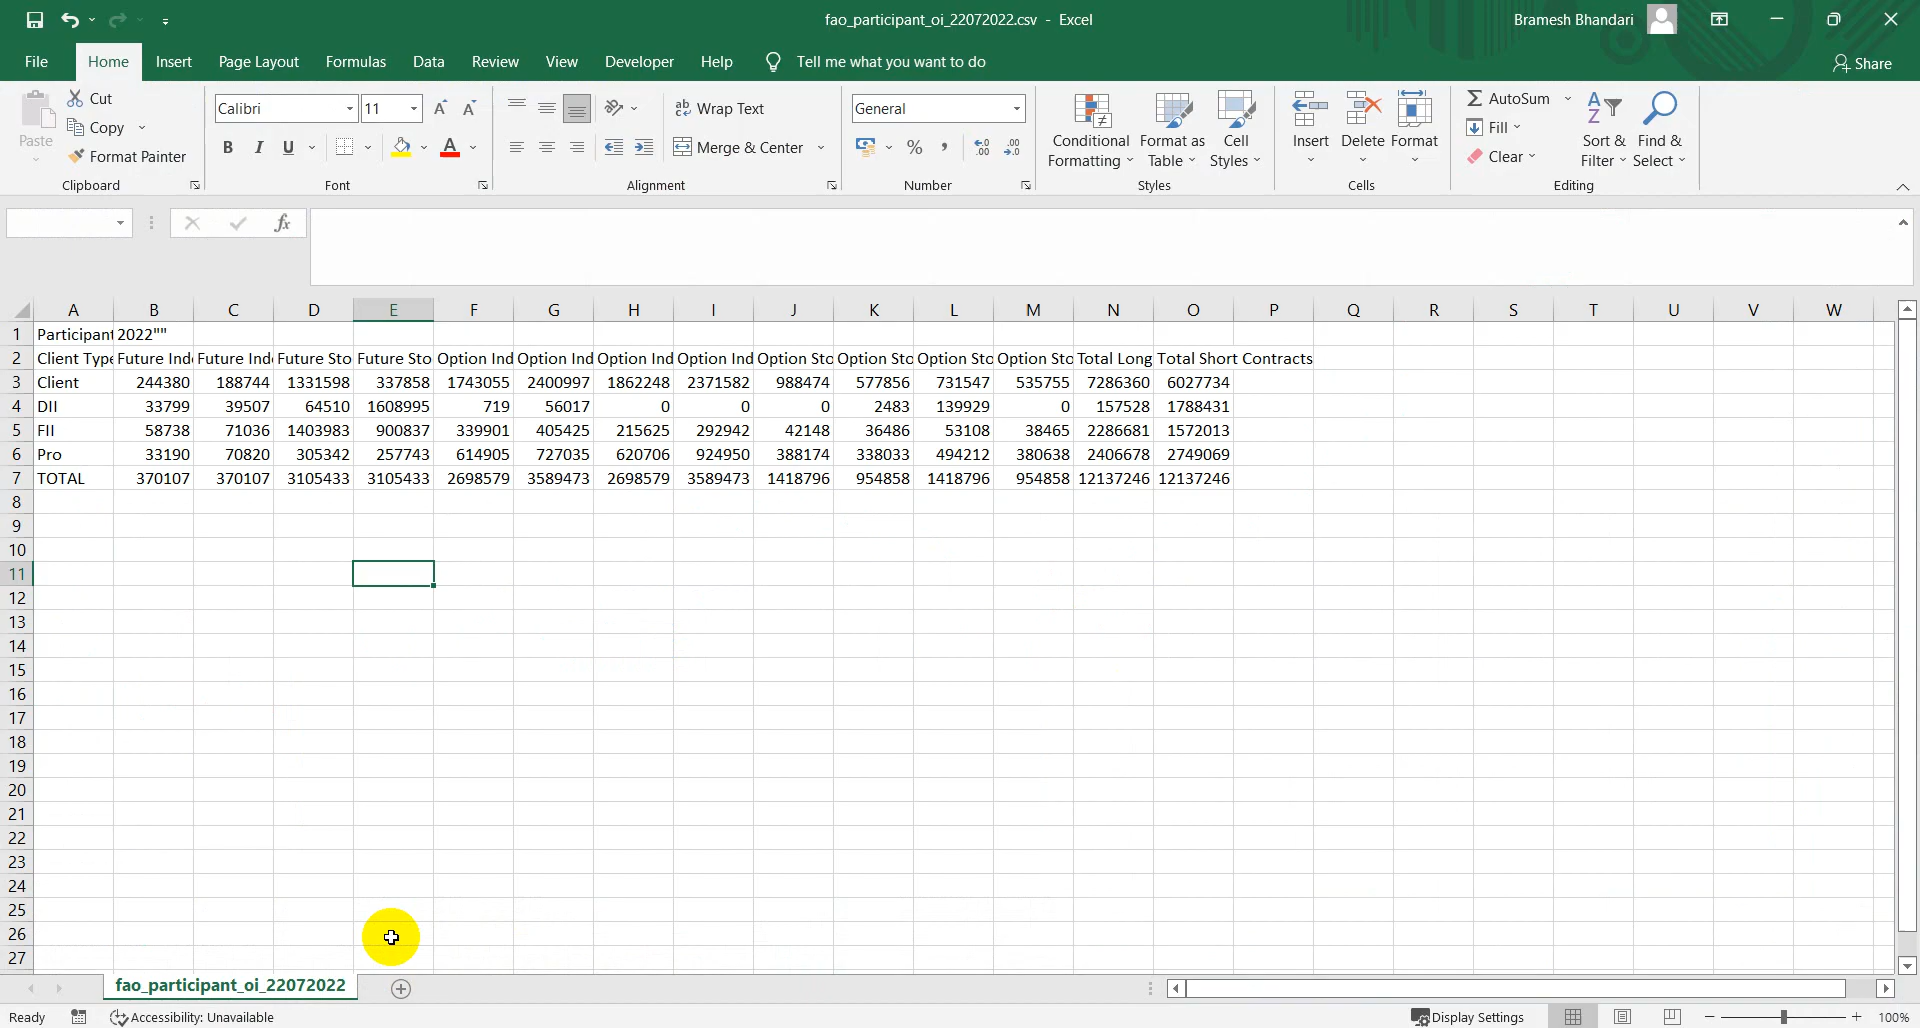 fao_participant_oi_22072022.csv - Excel
Bramesh Bhandari
File Home Insert Page Layout Formulas Data Review View Developer Help Tell me what you want to do
Share
Paste
Cut
Copy
Format Painter
Clipboard
Calibri 11
Font
Wrap Text
Merge & Center
Alignment
General
Number
Conditional Formatting
Format as Table
Cell Styles
Styles
Insert Delete Format
Cells
AutoSum
Fill
Clear
Sort & Filter
Find & Select
Editing
A B C D E F G H I J K L M N O P Q R S T U V W
1 Participant 2022""
2 Client Type Future Inde Future Inde Future Sto Future Sto Option Ind Option Ind Option Ind Option Ind Option Sto Option Sto Option Sto Option Sto Total Long Total Short Contracts
3 Client 244380 188744 1331598 337858 1743055 2400997 1862248 2371582 988474 577856 731547 535755 7286360 6027734
4 DII 33799 39507 64510 1608995 719 56017 0 0 0 2483 139929 0 157528 1788431
5 FII 58738 71036 1403983 900837 339901 405425 215625 292942 42148 36486 53108 38465 2286681 1572013
6 Pro 33190 70820 305342 257743 614905 727035 620706 924950 388174 338033 494212 380638 2406678 2749069
7 TOTAL 370107 370107 3105433 3105433 2698579 3589473 2698579 3589473 1418796 954858 1418796 954858 12137246 12137246
8
9
10
11
12
13
14
15
16
17
18
19
20
21
22
23
24
25
26
27
fao_participant_oi_22072022
Ready Accessibility: Unavailable Display Settings 100%